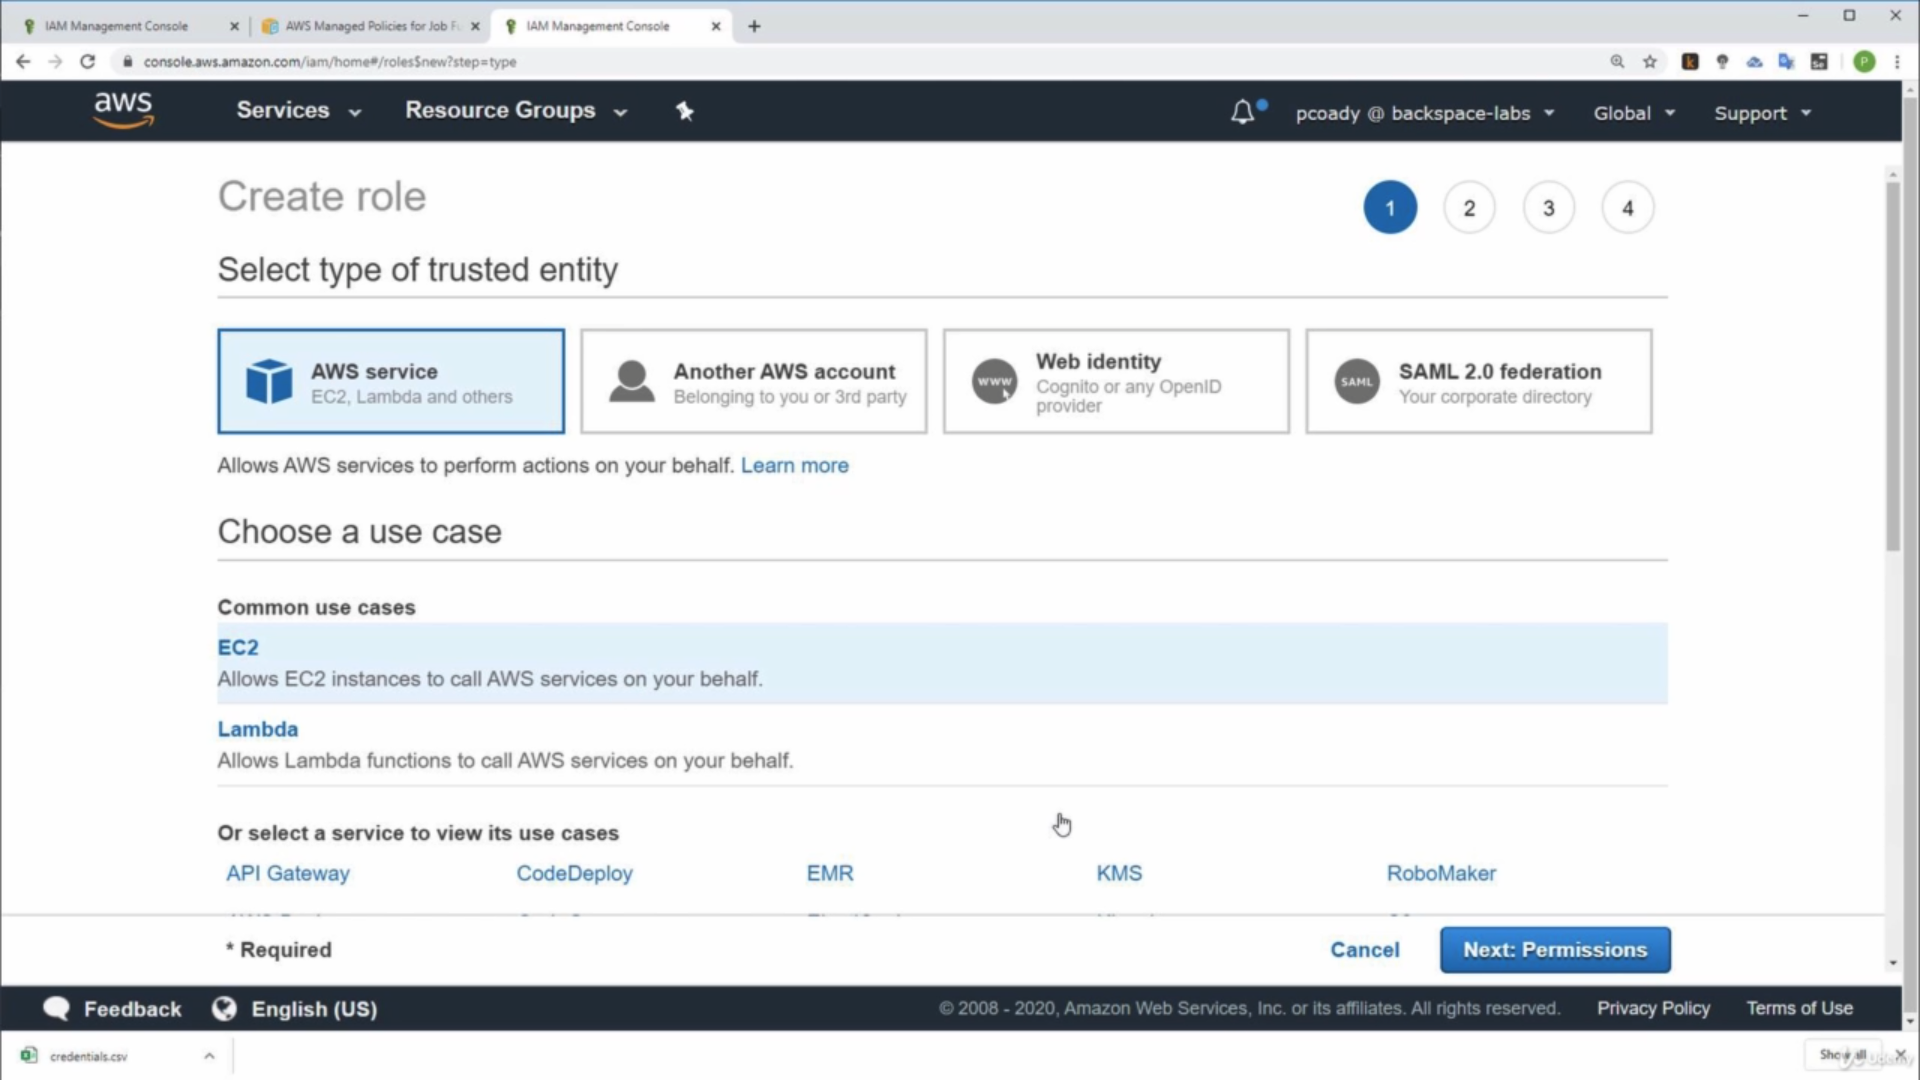 IAM Management Console
AWS Managed Policies for Job Fu
IAM Management Console
console.aws.amazon.com/iam/home#/roles$new?step=type
P
aws
Services
Resource Groups
pcoady @ backspace-labs
Global
Support
Create role
1
2
3
4
Select type of trusted entity
AWS service
EC2, Lambda and others
Another AWS account
Belonging to you or 3rd party
www
Web identity
Cognito or any OpenID
provider
SAML
SAML 2.0 federation
Your corporate directory
Allows AWS services to perform actions on your behalf. Learn more
Choose a use case
Common use cases
EC2
Allows EC2 instances to call AWS services on your behalf.
Lambda
Allows Lambda functions to call AWS services on your behalf.
Or select a service to view its use cases
API Gateway
CodeDeploy
EMR
KMS
RoboMaker
* Required
Cancel
Next: Permissions
Feedback
English (US)
© 2008 - 2020, Amazon Web Services, Inc. or its affiliates. All rights reserved.
Privacy Policy
Terms of Use
credentials.csv
Show all
Udemy